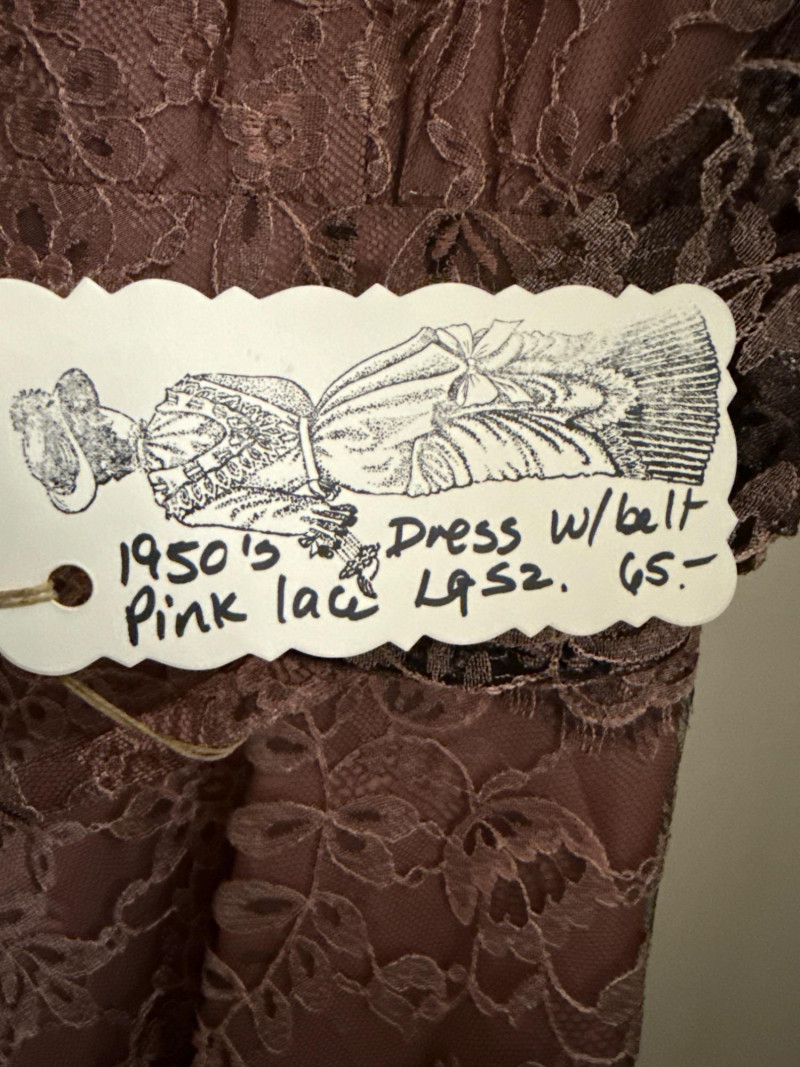 1950's Dress w/belt
Pink lace Lg Sz. 65.-